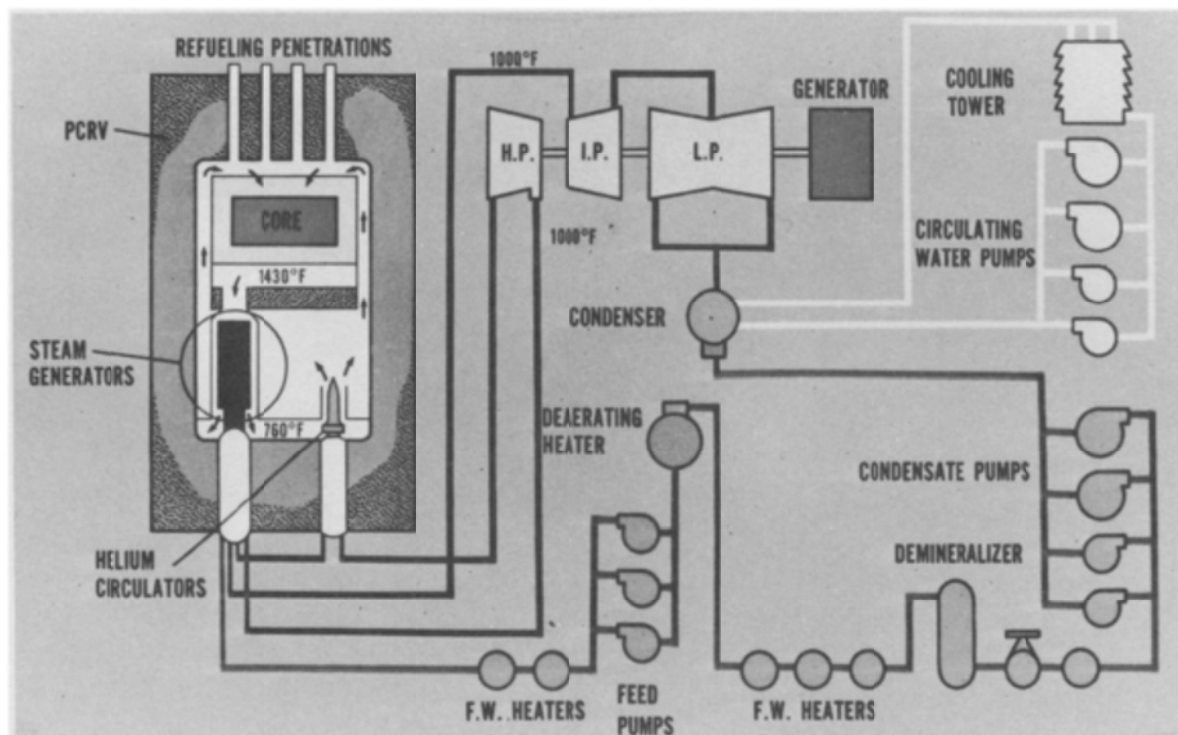 REFUELING PENETRATIONS
PCRV
CORE
1430°F
STEAM
GENERATORS
760°F
HELIUM
CIRCULATORS
1000°F
H.P.
I.P.
L.P.
GENERATOR
1000°F
COOLING
TOWER
CIRCULATING
WATER PUMPS
CONDENSER
DEAERATING
HEATER
CONDENSATE PUMPS
DEMINERALIZER
F.W. HEATERS
FEED
PUMPS
F.W. HEATERS